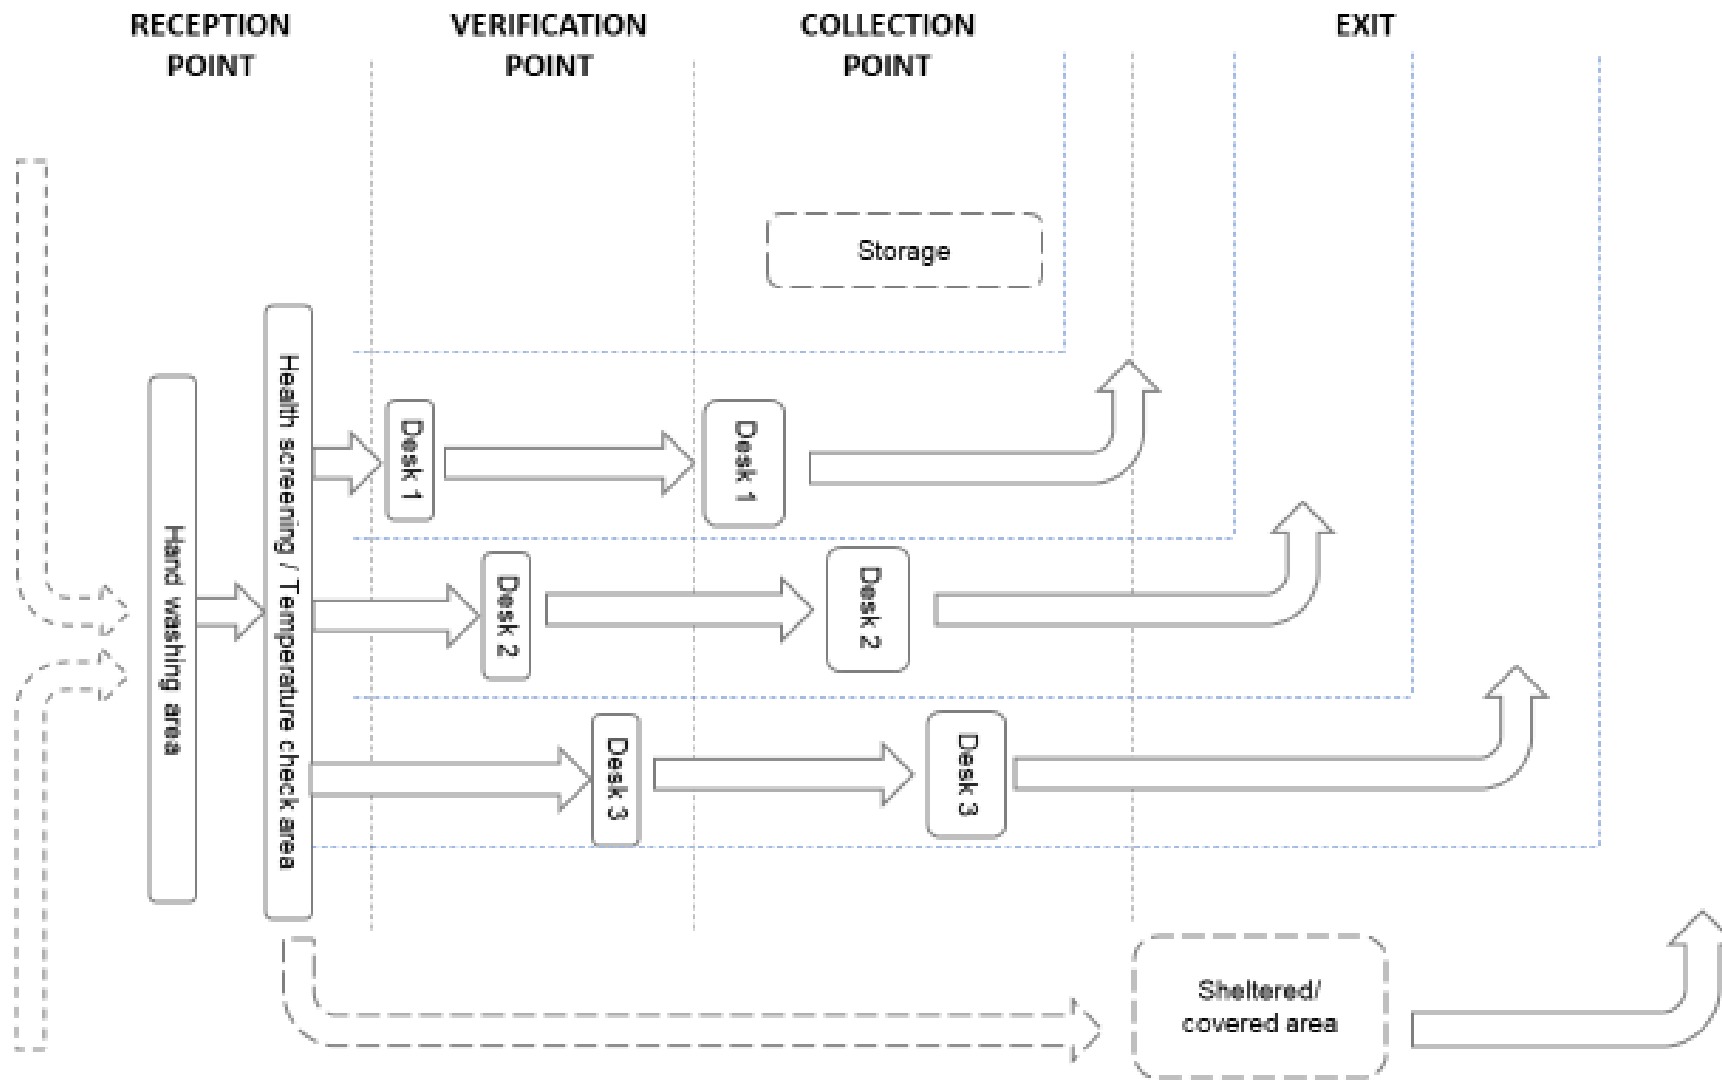 RECEPTION
POINT
VERIFICATION
POINT
COLLECTION
POINT
EXIT
Storage
Hand washing area
Health screening / Temperature check area
Desk 1
Desk 1
Desk 2
Desk 2
Desk 3
Desk 3
Sheltered/
covered area